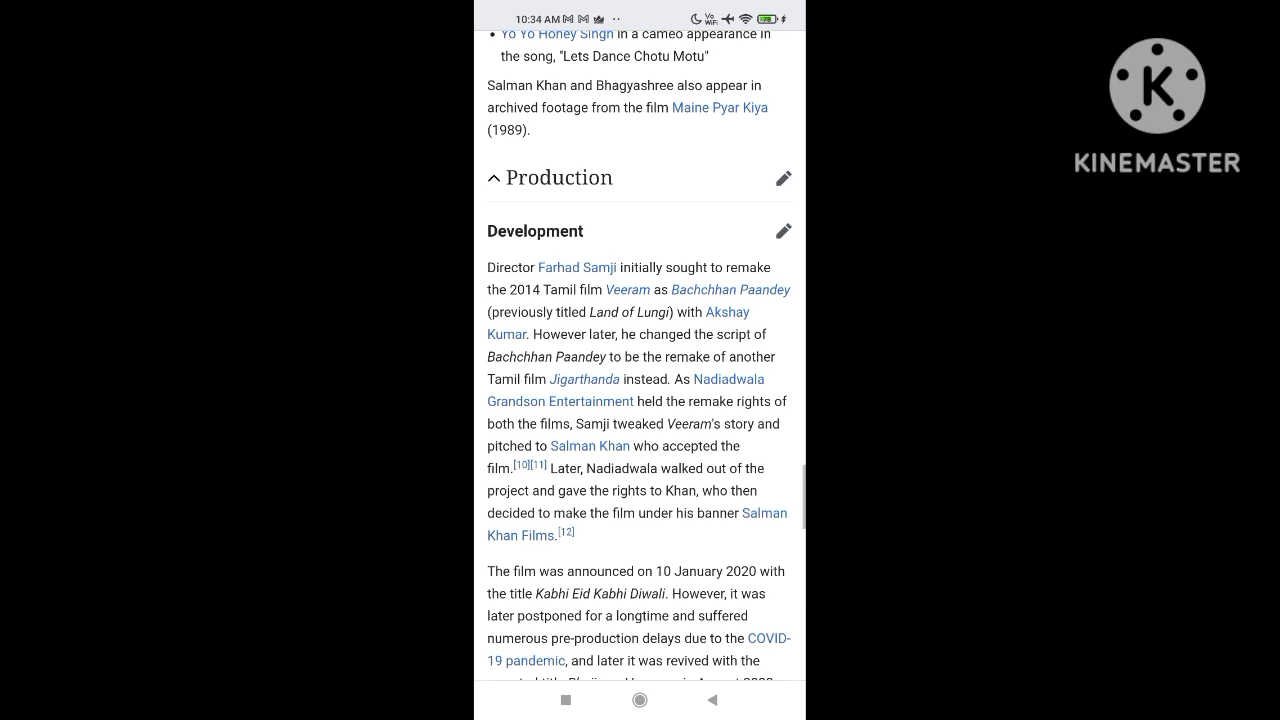 10:34 AM
Vo
WiFi
78
Yo Yo Honey Singh in a cameo appearance in
the song, "Lets Dance Chotu Motu"
Salman Khan and Bhagyashree also appear in
archived footage from the film Maine Pyar Kiya
(1989).
Production
Development
Director Farhad Samji initially sought to remake
the 2014 Tamil film Veeram as Bachchhan Paandey
(previously titled Land of Lungi) with Akshay
Kumar. However later, he changed the script of
Bachchhan Paandey to be the remake of another
Tamil film Jigarthanda instead. As Nadiadwala
Grandson Entertainment held the remake rights of
both the films, Samji tweaked Veeram's story and
pitched to Salman Khan who accepted the
film.[10][11] Later, Nadiadwala walked out of the
project and gave the rights to Khan, who then
decided to make the film under his banner Salman
Khan Films.[12]
The film was announced on 10 January 2020 with
the title Kabhi Eid Kabhi Diwali. However, it was
later postponed for a longtime and suffered
numerous pre-production delays due to the COVID-
19 pandemic, and later it was revived with the
K
KINEMASTER